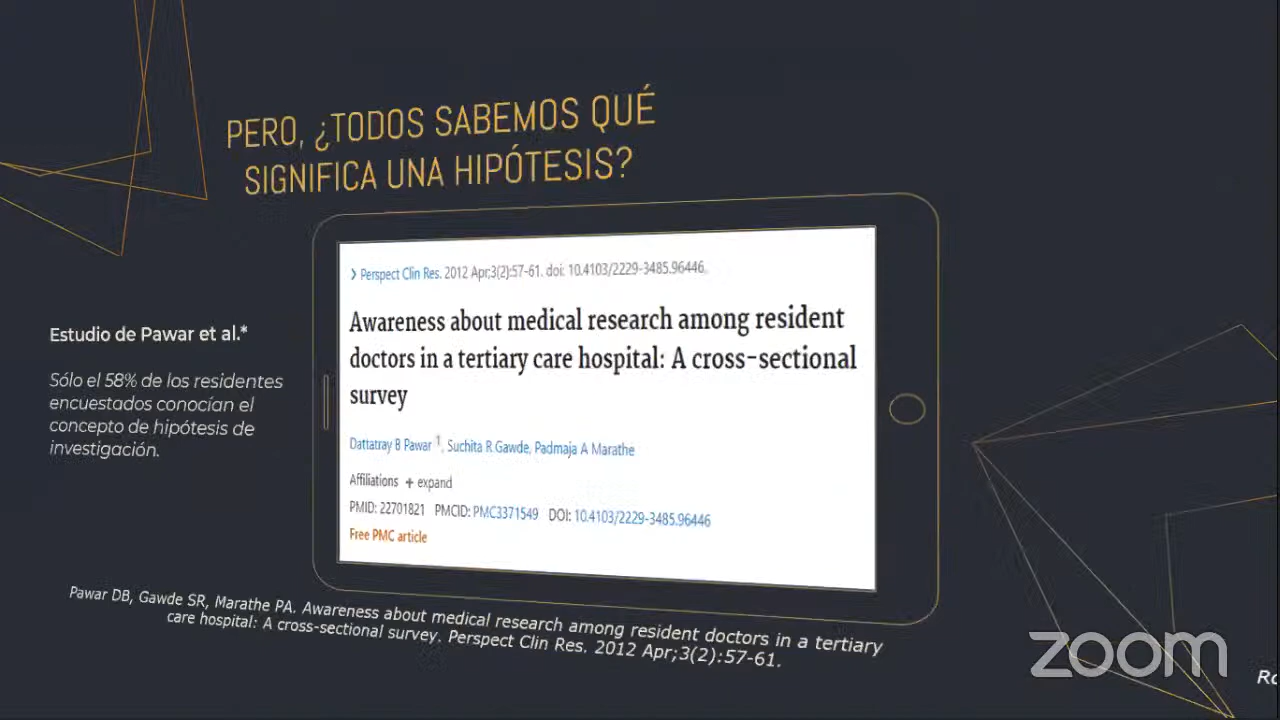 PERO, ¿TODOS SABEMOS QUÉ
SIGNIFICA UNA HIPÓTESIS?
Estudio de Pawar et al.*
Sólo el 58% de los residentes
encuestados conocían el
concepto de hipótesis de
investigación.
Perspect Clin Res. 2012 Apr;3(2):57-61. doi: 10.4103/2229-3485.96446.
Awareness about medical research among resident
doctors in a tertiary care hospital: A cross-sectional
survey
Dattatray B Pawar 1, Suchita R Gawde, Padmaja A Marathe
Affiliations + expand
PMID: 22701821 PMCID: PMC3371549 DOI: 10.4103/2229-3485.96446
Free PMC article
Pawar DB, Gawde SR, Marathe PA. Awareness about medical research among resident doctors in a tertiary
care hospital: A cross-sectional survey. Perspect Clin Res. 2012 Apr;3(2):57-61.
zoom